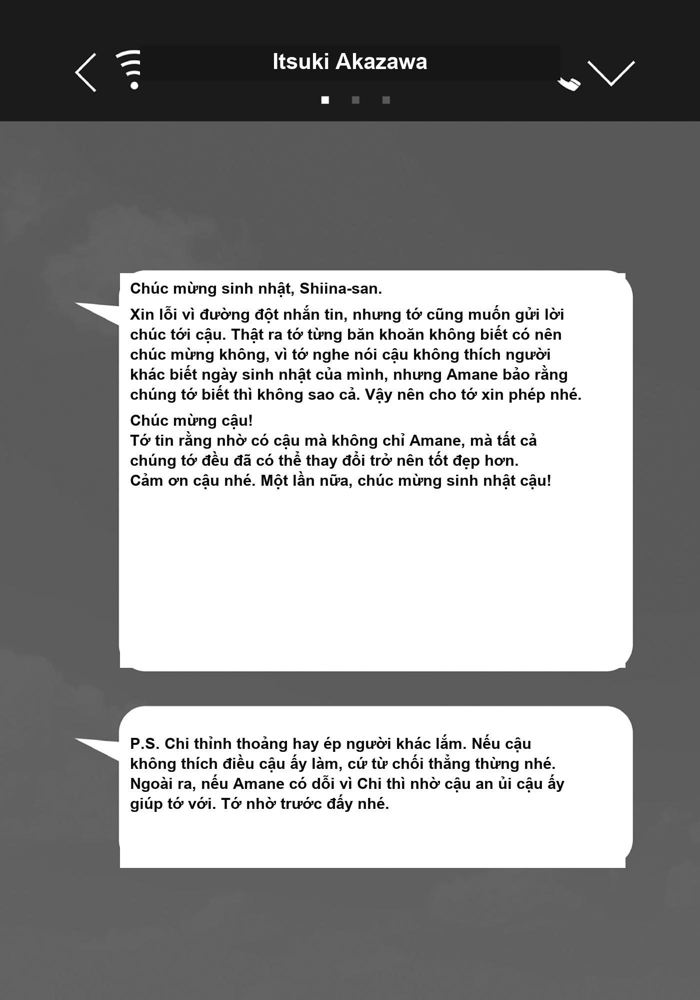 Itsuki Akazawa
Chúc mừng sinh nhật, Shiina-san.
Xin lỗi vì đường đột nhắn tin, nhưng tớ cũng muốn gửi lời
chúc tới cậu. Thật ra tớ từng băn khoăn không biết có nên
chúc mừng không, vì tớ nghe nói cậu không thích người
khác biết ngày sinh nhật của mình, nhưng Amane bảo rằng
chúng tớ biết thì không sao cả. Vậy nên cho tớ xin phép nhé.
Chúc mừng cậu!
Tớ tin rằng nhờ có cậu mà không chỉ Amane, mà tất cả
chúng tớ đều đã có thể thay đổi trở nên tốt đẹp hơn.
Cảm ơn cậu nhé. Một lần nữa, chúc mừng sinh nhật cậu!
P.S. Chi thỉnh thoảng hay ép người khác lắm. Nếu cậu
không thích điều cậu ấy làm, cứ từ chối thẳng thừng nhé.
Ngoài ra, nếu Amane có dỗi vì Chi thì nhờ cậu an ủi cậu ấy
giúp tớ với. Tớ nhờ trước đấy nhé.